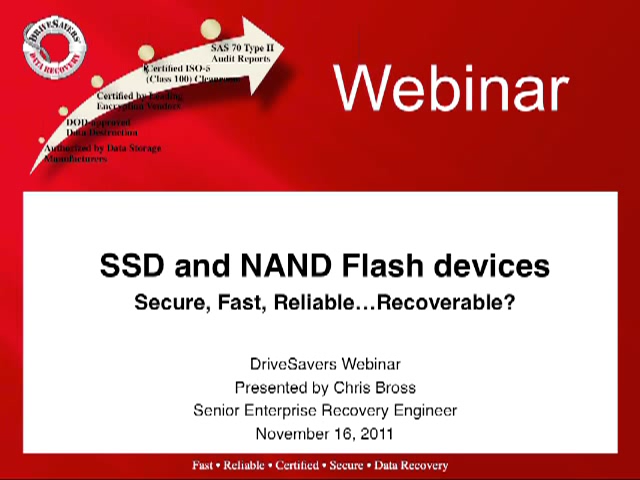 DRIVESAVERS
DATA RECOVERY
SAS 70 Type II
Audit Reports
Certified ISO-5
(Class 100) Cleanroom
Certified by Leading
Encryption Vendors
DOD-approved
Data Destruction
Authorized by Data Storage
Manufacturers
Webinar
SSD and NAND Flash devices
Secure, Fast, Reliable…Recoverable?
DriveSavers Webinar
Presented by Chris Bross
Senior Enterprise Recovery Engineer
November 16, 2011
Fast • Reliable • Certified • Secure • Data Recovery